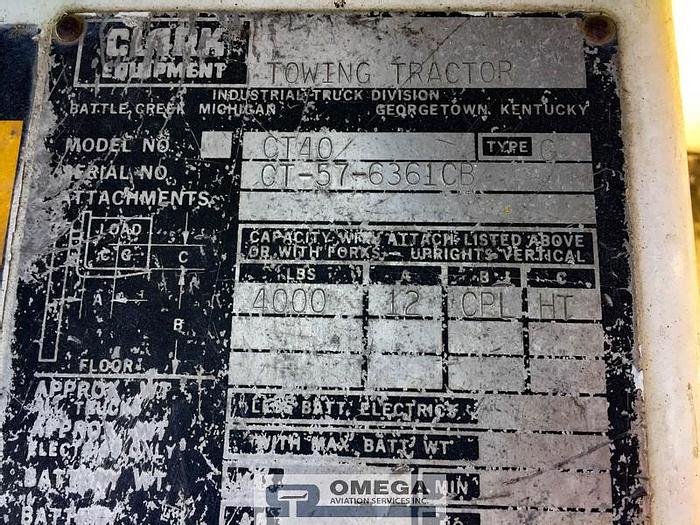 CLARK
EQUIPMENT TOWING TRACTOR
INDUSTRIAL TRUCK DIVISION
BATTLE CREEK MICHIGAN GEORGETOWN, KENTUCKY
MODEL NO. CT40 TYPE G
SERIAL NO. CT-57-6361CB
ATTACHMENTS
LOAD
C G C
A
B
FLOOR
CAPACITY WITH ATTACH LISTED ABOVE
OR WITH FORKS - UPRIGHTS VERTICAL
LBS A B C
4000 12 CPL HT
APPROX. WT.
TRUCK LESS BATT. ELECTRICS
APPROX. WT
ELECT. ONLY WITH MAX. BATT. WT
BATTERY WT. MIN
OMEGA
AVIATION SERVICES INC.